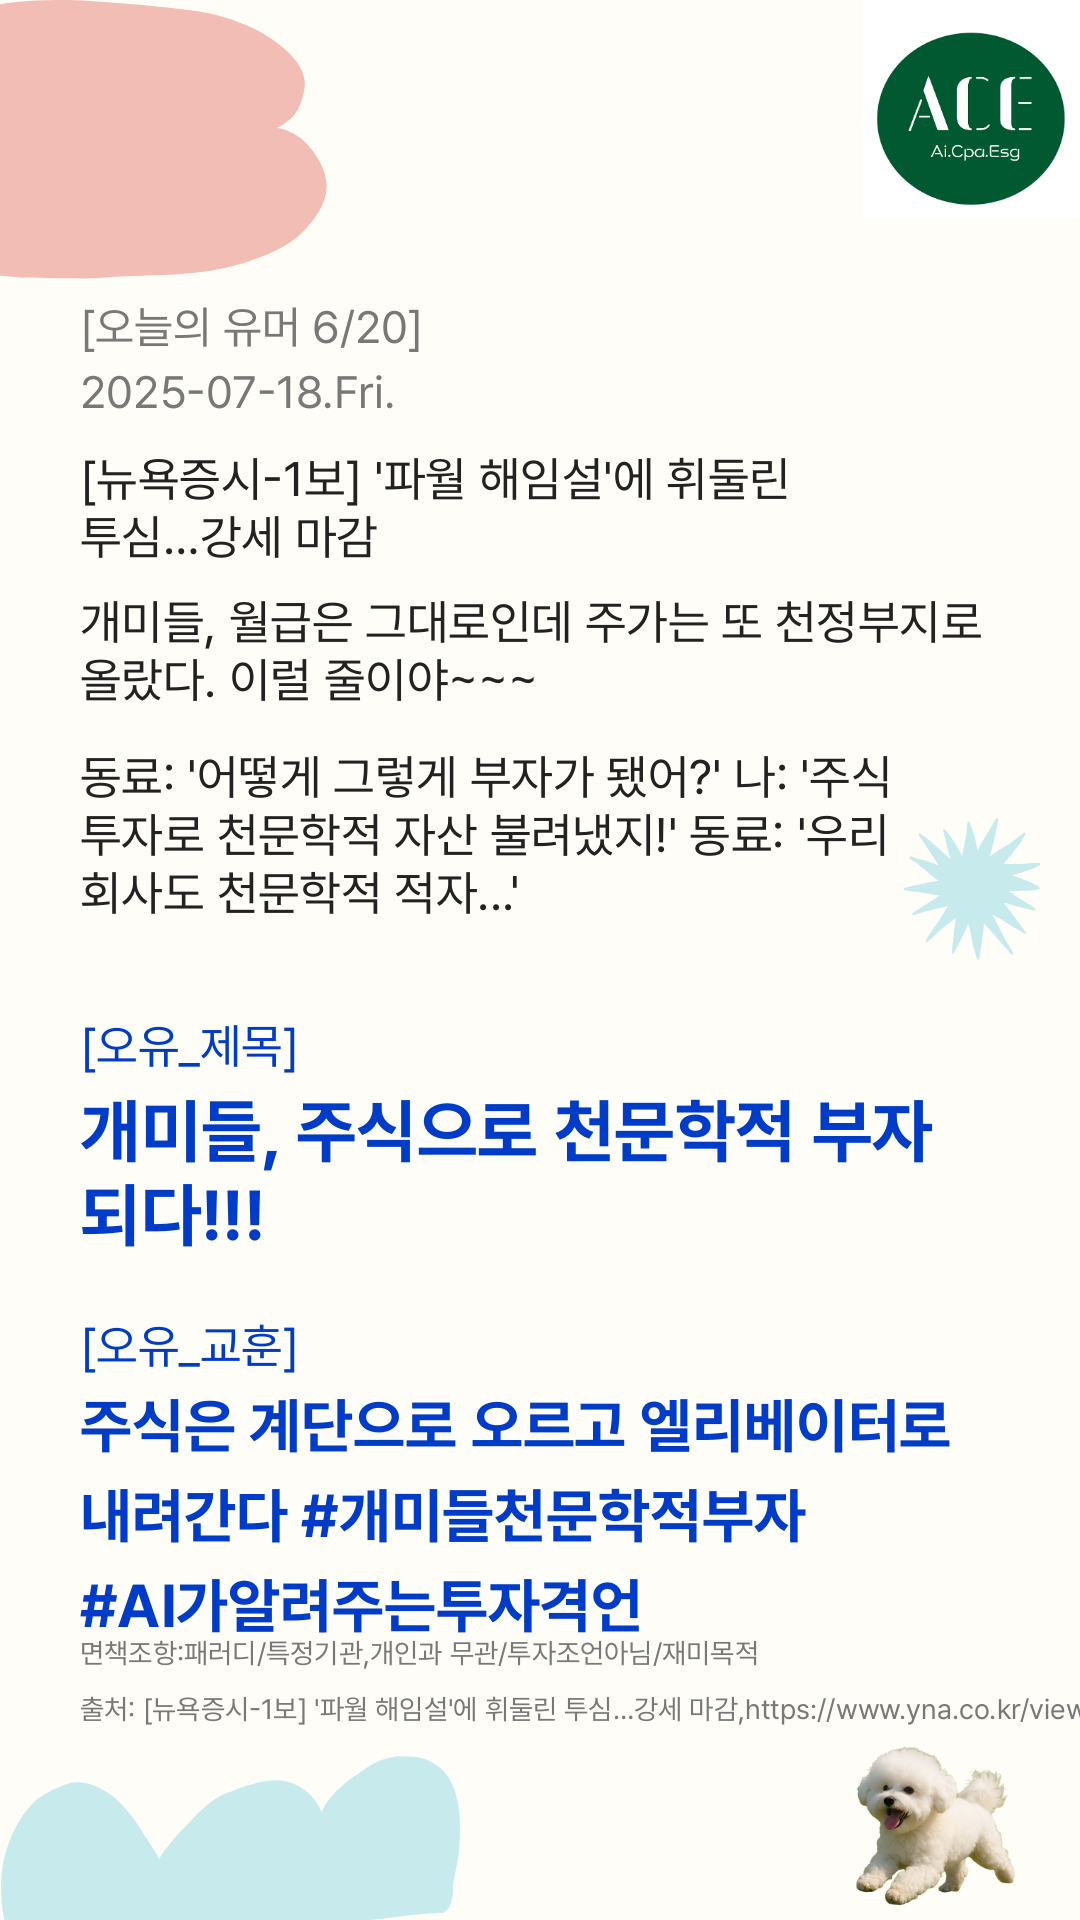 ACE
Ai.Cpa.Esg
[오늘의 유머 6/20]
2025-07-18.Fri.
[뉴욕증시-1보] '파월 해임설'에 휘둘린
투심…강세 마감
개미들, 월급은 그대로인데 주가는 또 천정부지로
올랐다. 이럴 줄이야~~~
동료: '어떻게 그렇게 부자가 됐어?' 나: '주식
투자로 천문학적 자산 불려냈지!' 동료: '우리
회사도 천문학적 적자...'
[오유_제목]
개미들, 주식으로 천문학적 부자
되다!!!
[오유_교훈]
주식은 계단으로 오르고 엘리베이터로
내려간다 #개미들천문학적부자
#AI가알려주는투자격언
면책조항:패러디/특정기관,개인과 무관/투자조언아님/재미목적
출처: [뉴욕증시-1보] '파월 해임설'에 휘둘린 투심…강세 마감,https://www.yna.co.kr/view